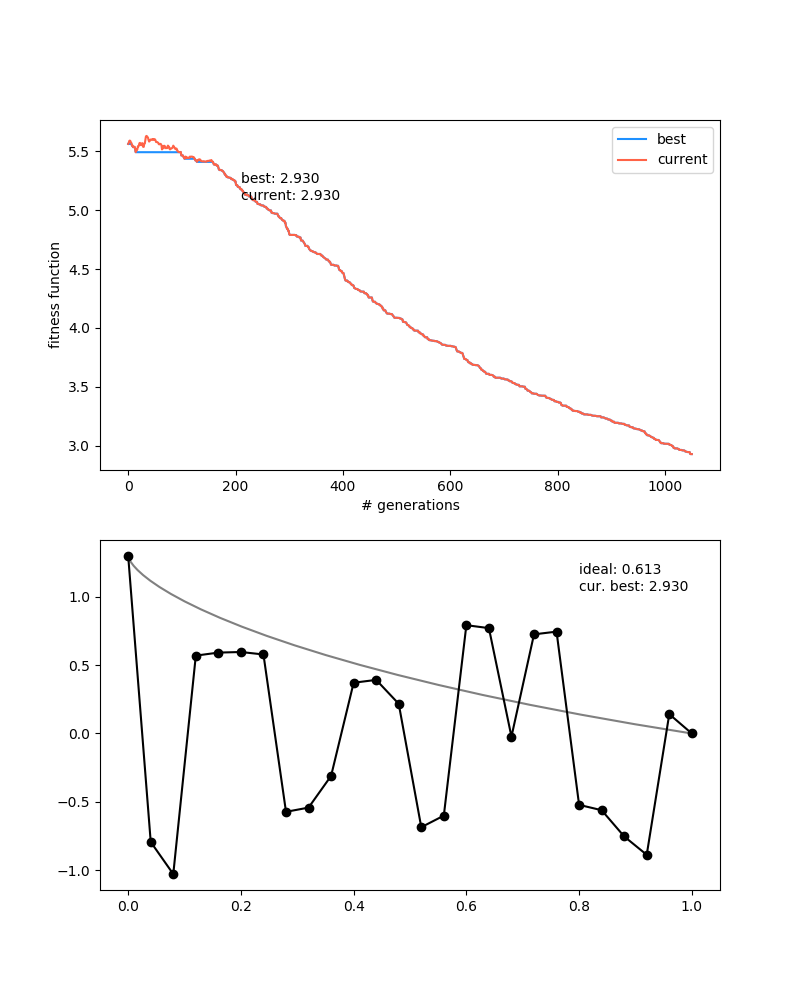 best
current
best: 2.930
current: 2.930
fitness function
5.5
5.0
4.5
4.0
3.5
3.0
0 200 400 600 800 1000
# generations
ideal: 0.613
cur. best: 2.930
1.0
0.5
0.0
−0.5
−1.0
0.0 0.2 0.4 0.6 0.8 1.0